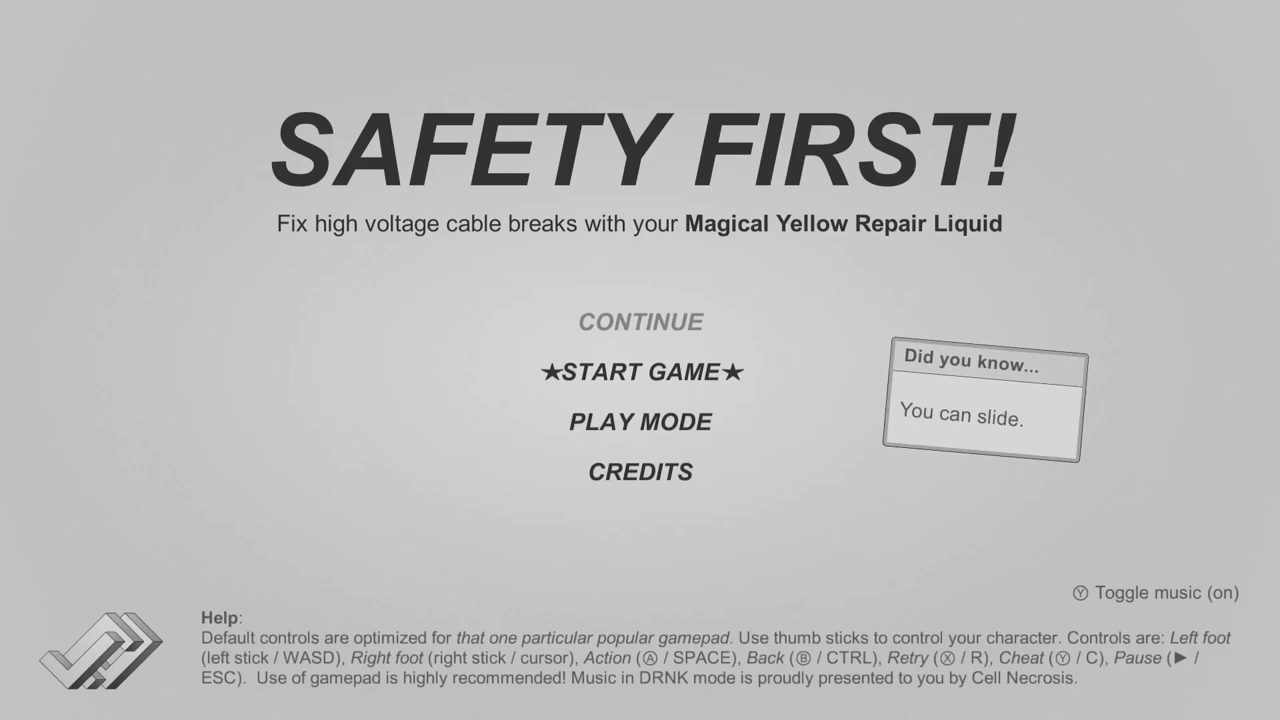 SAFETY FIRST!
Fix high voltage cable breaks with your Magical Yellow Repair Liquid
CONTINUE
★START GAME★
PLAY MODE
CREDITS
Did you know...
You can slide.
Ⓨ Toggle music (on)
Help:
Default controls are optimized for that one particular popular gamepad. Use thumb sticks to control your character. Controls are: Left foot
(left stick / WASD), Right foot (right stick / cursor), Action (Ⓐ / SPACE), Back (Ⓑ / CTRL), Retry (Ⓧ / R), Cheat (Ⓨ / C), Pause (► /
ESC).  Use of gamepad is highly recommended! Music in DRNK mode is proudly presented to you by Cell Necrosis.